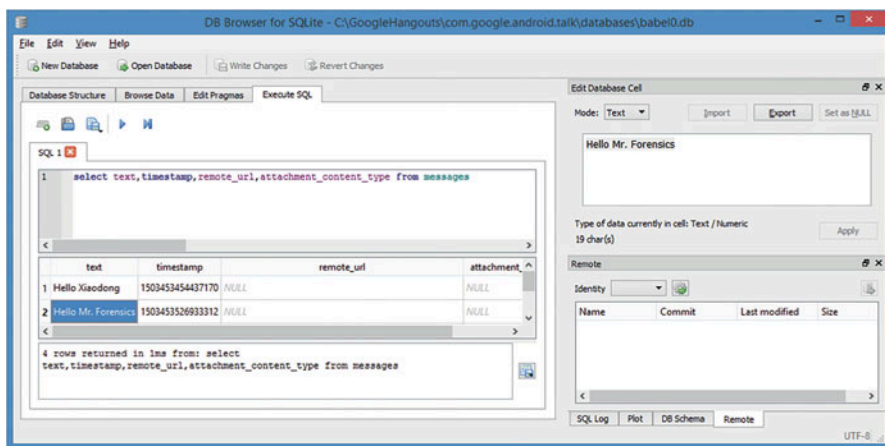 DB Browser for SQLite - C:\GoogleHangouts\com.google.android.talk\databases\babel0.db
File Edit View Help
New Database Open Database Write Changes Revert Changes
Database Structure Browse Data Edit Pragmas Execute SQL
SQL 1
1 select text,timestamp,remote_url,attachment_content_type from messages
text timestamp remote_url attachment_
1 Hello Xiaodong 1503453454437170 NULL NULL
2 Hello Mr. Forensics 1503453526933312 NULL NULL
4 rows returned in 1ms from: select
text,timestamp,remote_url,attachment_content_type from messages
Edit Database Cell
Mode: Text Import Export Set as NULL
Hello Mr. Forensics
Type of data currently in cell: Text / Numeric
19 char(s)
Apply
Remote
Identity
Name Commit Last modified Size
SQL Log Plot DB Schema Remote
UTF-8